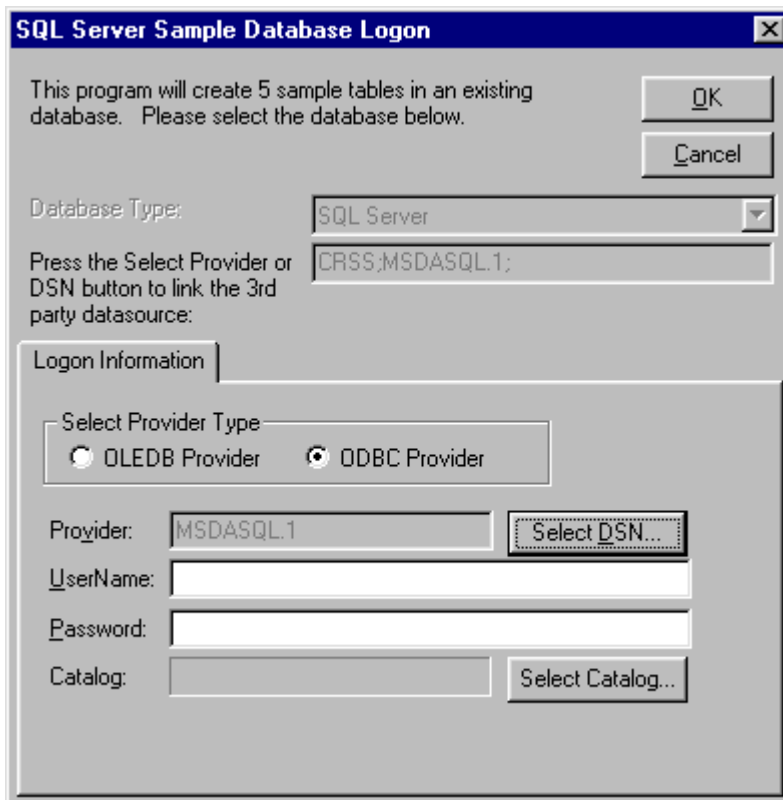 SQL Server Sample Database Logon
This program will create 5 sample tables in an existing
database.   Please select the database below.
OK
Cancel
Database Type:
SQL Server
Press the Select Provider or
DSN button to link the 3rd
party datasource:
CRSS;MSDASQL.1;
Logon Information
Select Provider Type
OLEDB Provider
ODBC Provider
Provider:
MSDASQL.1
Select DSN...
UserName:
Password:
Catalog:
Select Catalog...